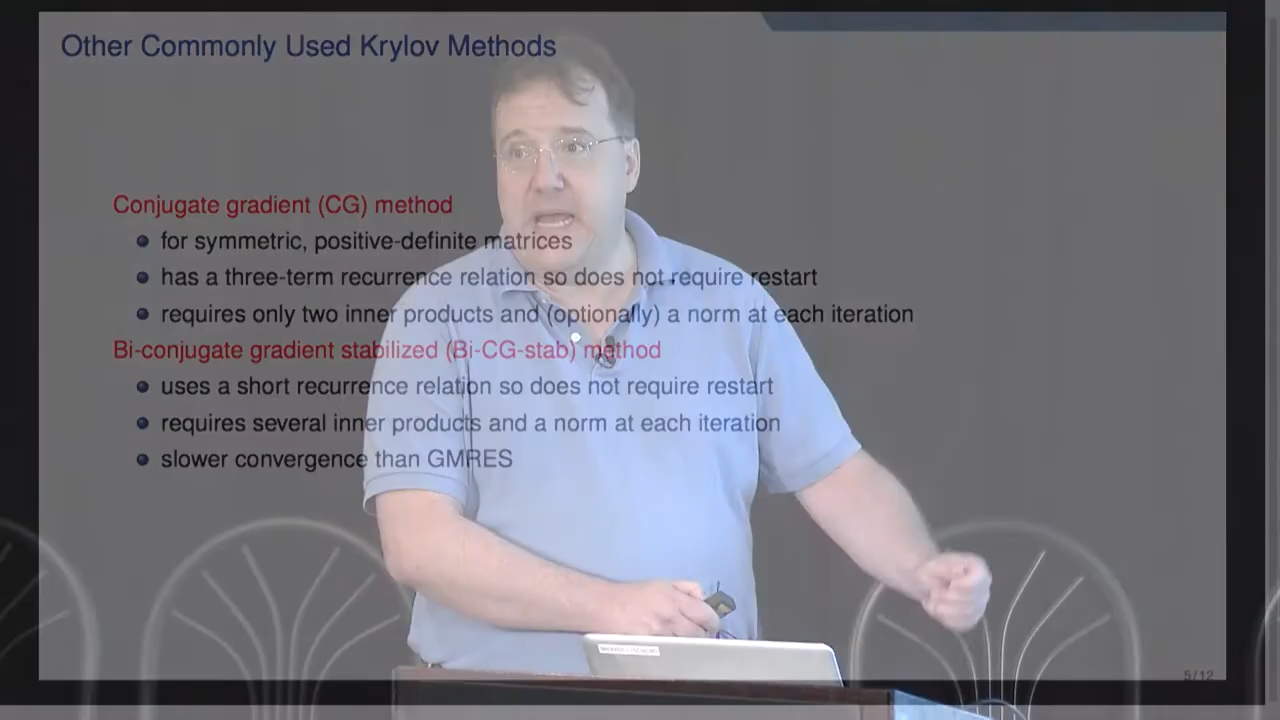 Other Commonly Used Krylov Methods
Conjugate gradient (CG) method
for symmetric, positive-definite matrices
has a three-term recurrence relation so does not require restart
requires only two inner products and (optionally) a norm at each iteration
Bi-conjugate gradient stabilized (Bi-CG-stab) method
uses a short recurrence relation so does not require restart
requires several inner products and a norm at each iteration
slower convergence than GMRES
5/12